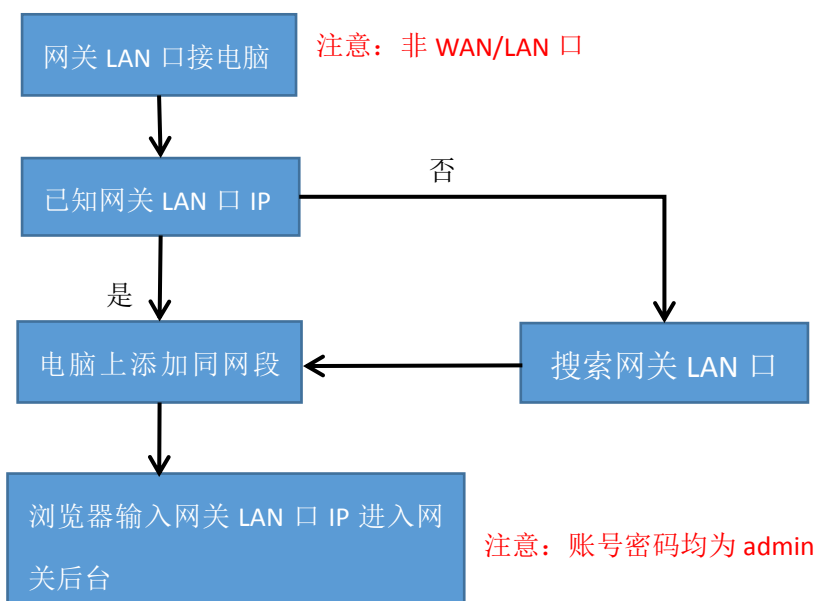 网关 LAN 口接电脑
注意：非 WAN/LAN 口
已知网关 LAN 口 IP
否
是
电脑上添加同网段
搜索网关 LAN 口
浏览器输入网关 LAN 口 IP 进入网
关后台
注意：账号密码均为 admin